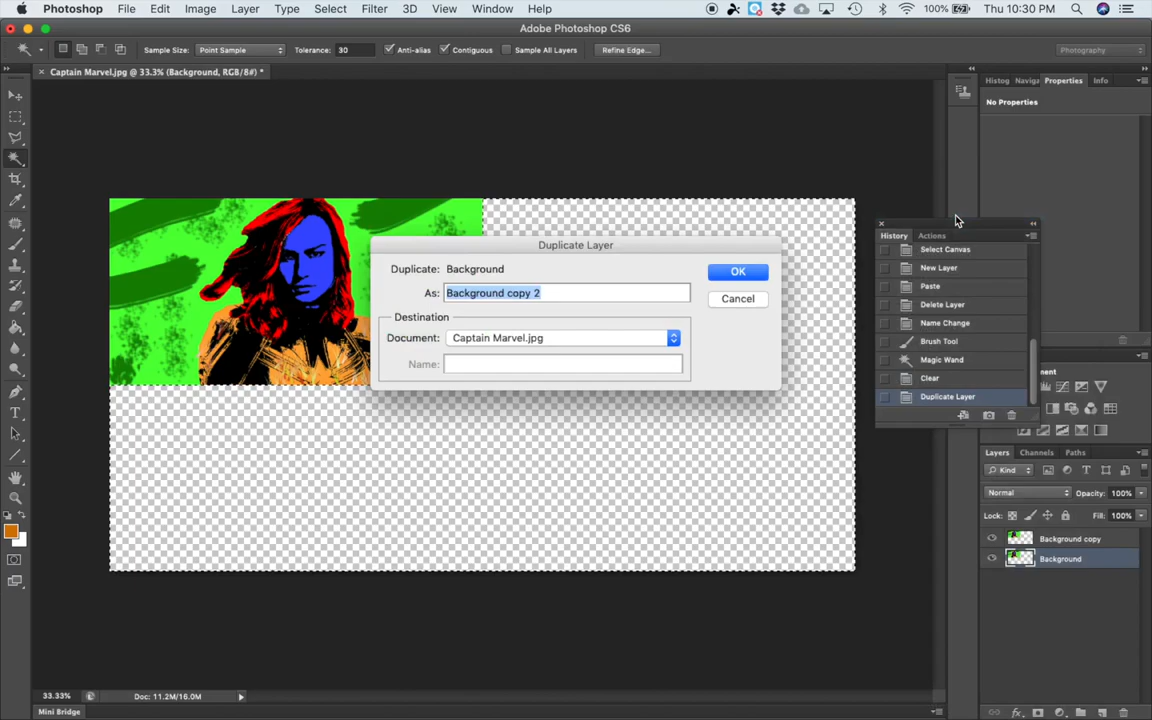 Photoshop File Edit Image Layer Type Select Filter 3D View Window Help 100% Thu 10:30 PM
Adobe Photoshop CS6
Sample Size: Point Sample Tolerance: 30 Anti-alias Contiguous Sample All Layers Refine Edge... Photography
Captain Marvel.jpg @ 33.3% (Background, RGB/8#) * Histog Naviga Properties Info
No Properties
Duplicate Layer
Duplicate: Background OK
As: Background copy 2 Cancel
Destination
Document: Captain Marvel.jpg
Name:
History Actions
Select Canvas
New Layer
Paste
Delete Layer
Name Change
Brush Tool
Magic Wand
Clear
Duplicate Layer
Layers Channels Paths
Kind
Normal Opacity: 100%
Lock: Fill: 100%
Background copy
Background
33.33% Doc: 11.2M/16.0M
Mini Bridge